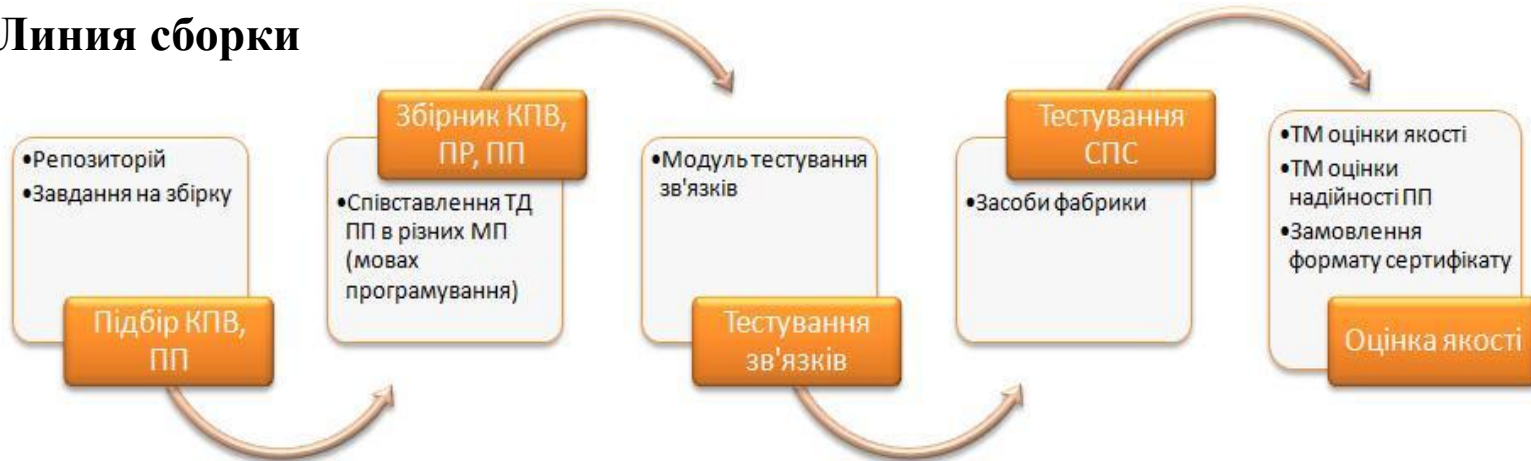 Линия сборки
•Репозиторій
•Завдання на збірку
Підбір КПВ,
ПП
Збірник КПВ,
ПР, ПП
•Співставлення ТД
ПП в різних МП
(мовах
програмування)
•Модуль тестування
зв'язків
Тестування
зв'язків
Тестування
СПС
•Засоби фабрики
•ТМ оцінки якості
•ТМ оцінки
надійності ПП
•Замовлення
формату сертифікату
Оцінка якості